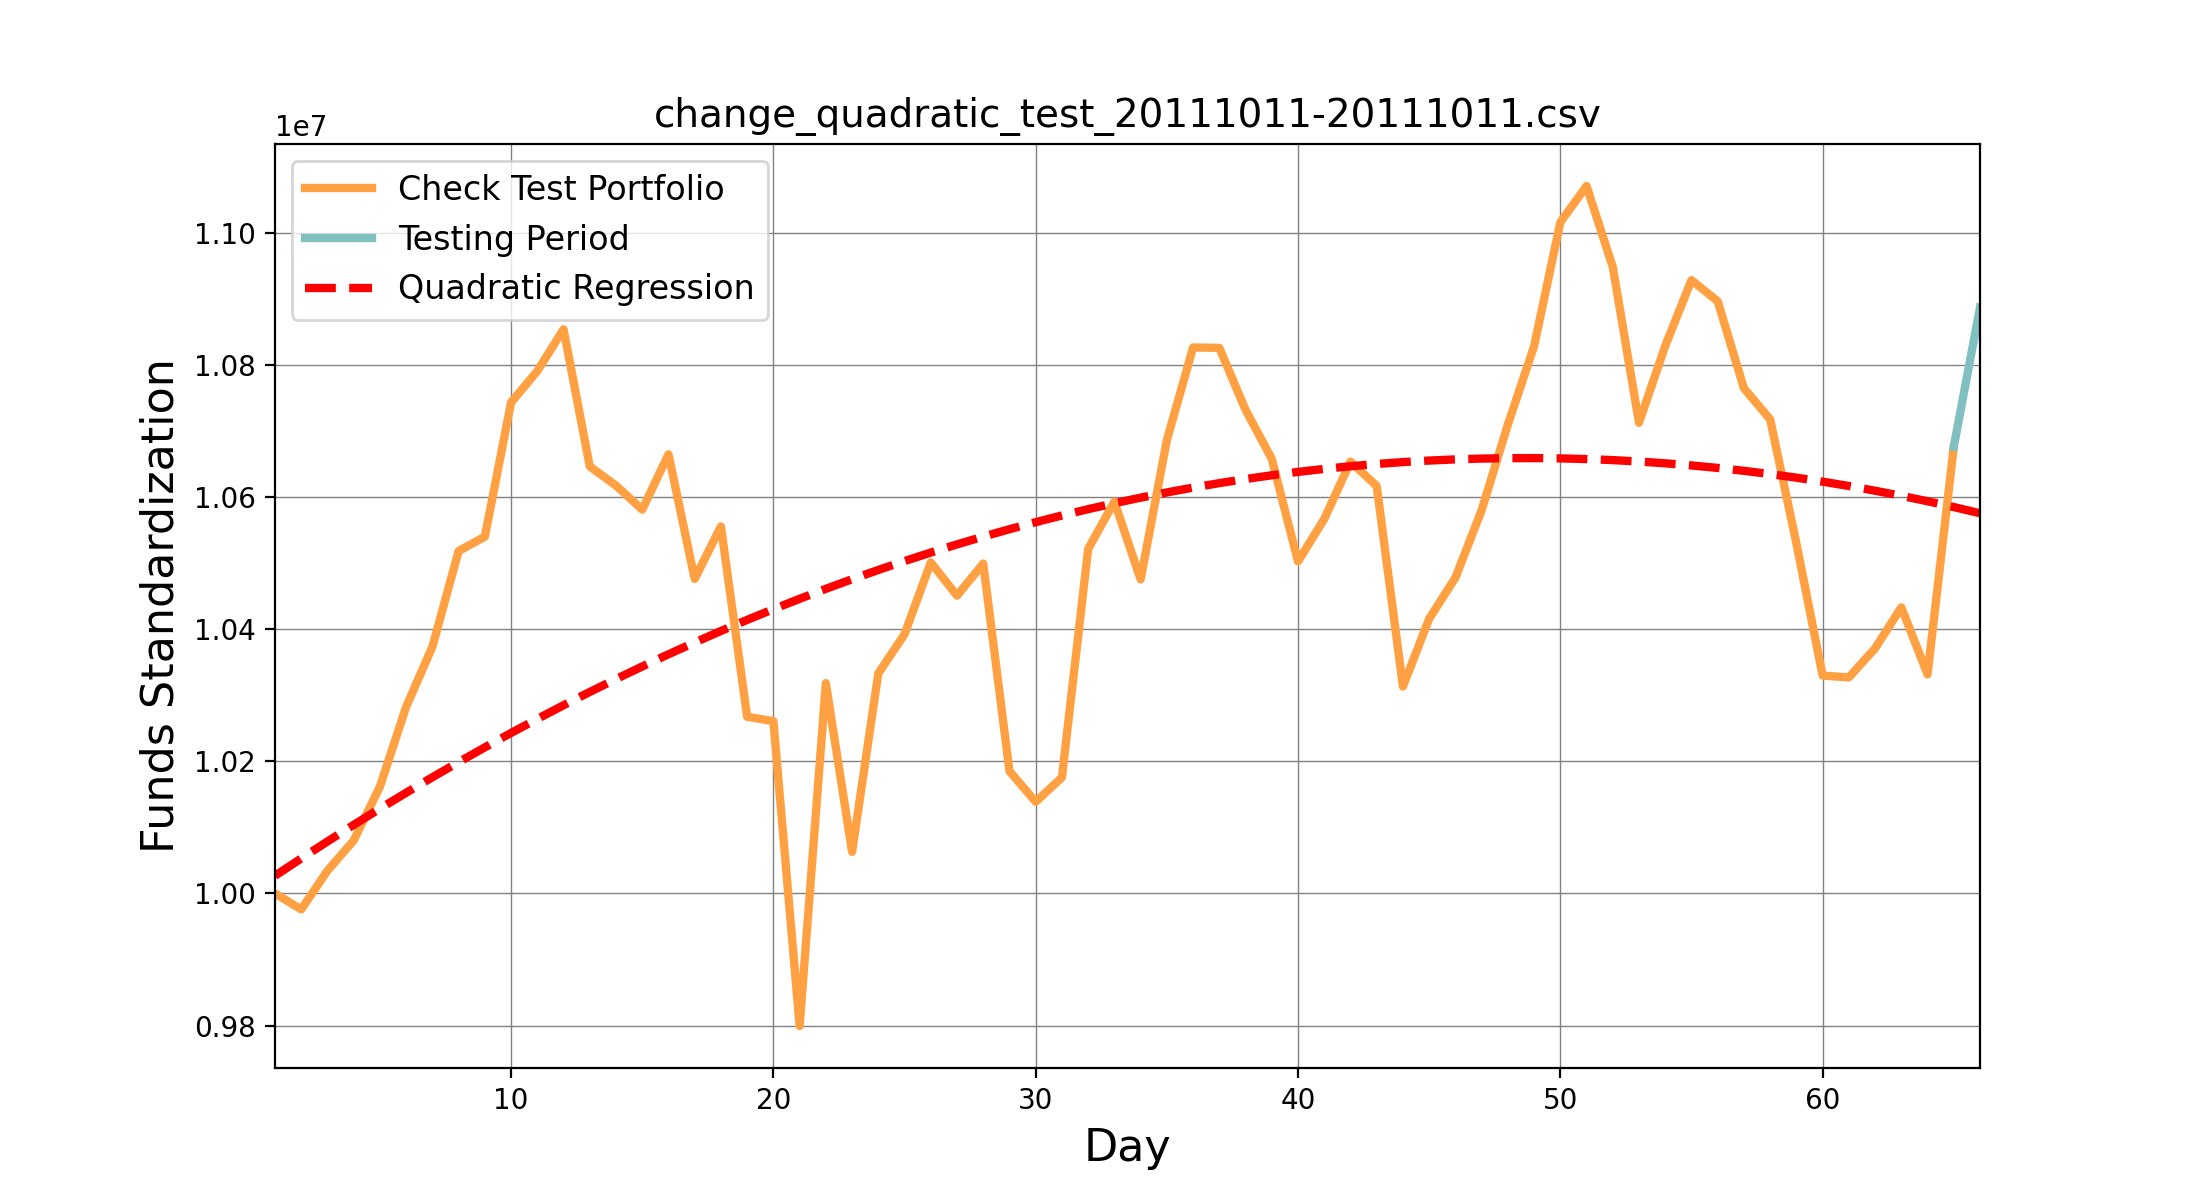 change_quadratic_test_20111011-20111011.csv
1e7
Check Test Portfolio
Testing Period
Quadratic Regression
1.10
1.08
1.06
1.04
1.02
1.00
0.98
Funds Standardization
10 20 30 40 50 60
Day